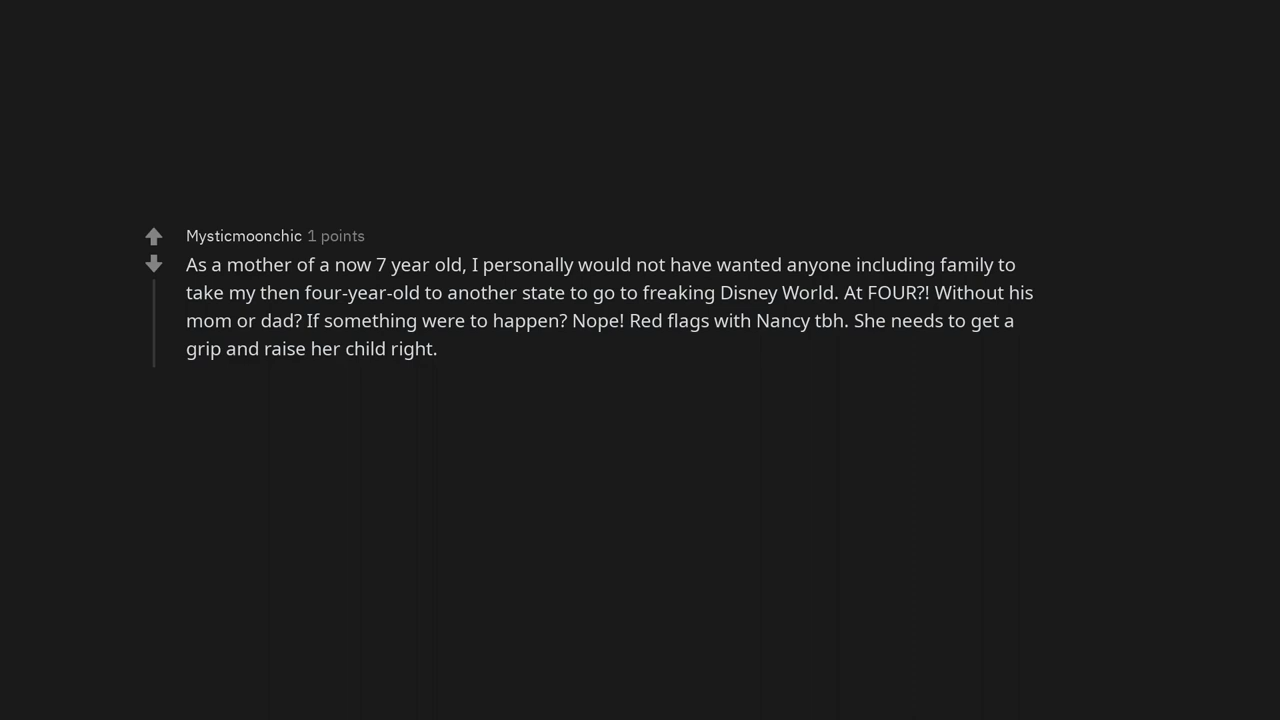 Mysticmoonchic 1 points
As a mother of a now 7 year old, I personally would not have wanted anyone including family to
take my then four-year-old to another state to go to freaking Disney World. At FOUR?! Without his
mom or dad? If something were to happen? Nope! Red flags with Nancy tbh. She needs to get a
grip and raise her child right.